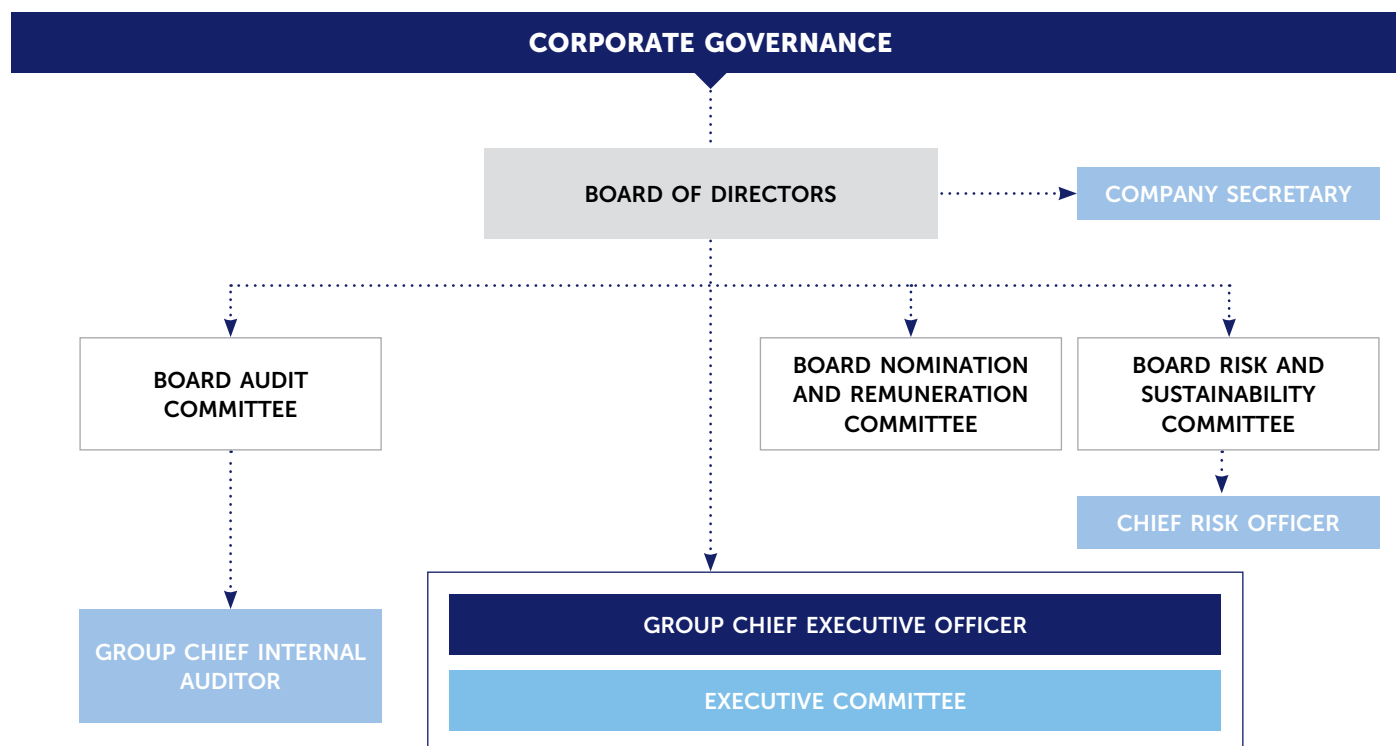 CORPORATE GOVERNANCE
BOARD OF DIRECTORS
COMPANY SECRETARY
BOARD AUDIT
COMMITTEE
BOARD NOMINATION
AND REMUNERATION
COMMITTEE
BOARD RISK AND
SUSTAINABILITY
COMMITTEE
CHIEF RISK OFFICER
GROUP CHIEF INTERNAL
AUDITOR
GROUP CHIEF EXECUTIVE OFFICER
EXECUTIVE COMMITTEE